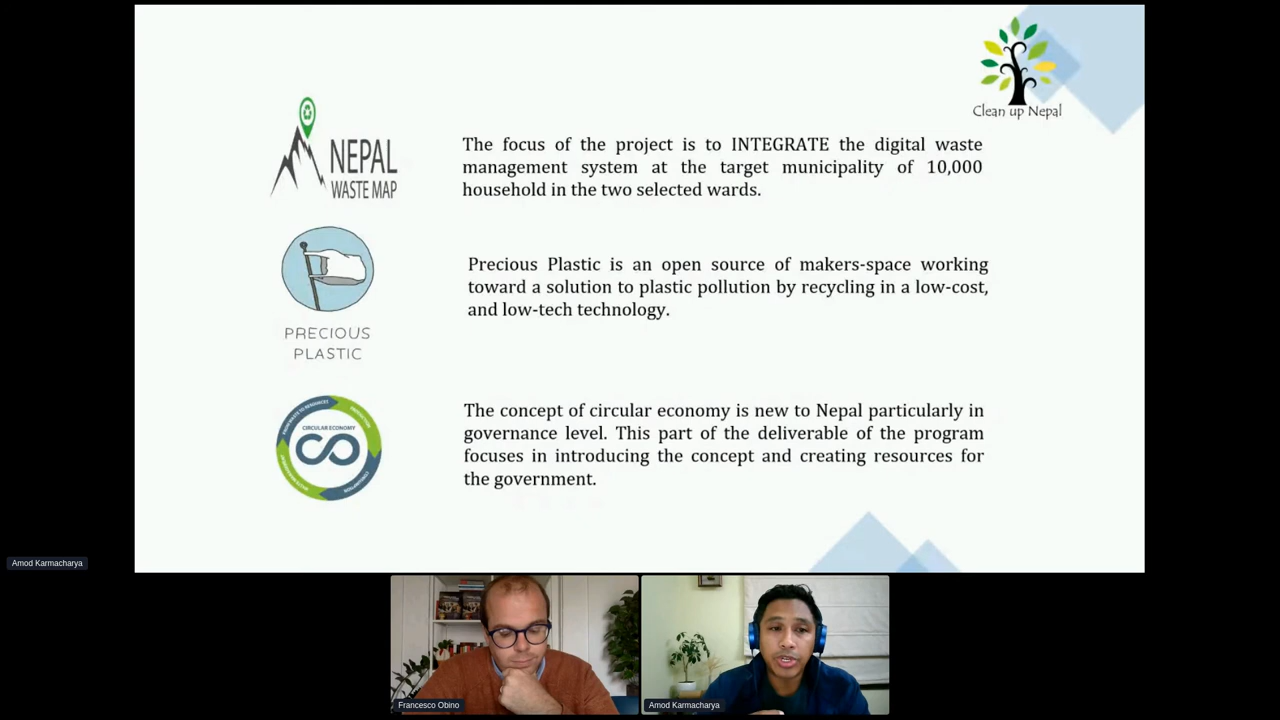 Clean up Nepal
NEPAL
WASTE MAP
The focus of the project is to INTEGRATE the digital waste
management system at the target municipality of 10,000
household in the two selected wards.
PRECIOUS
PLASTIC
Precious Plastic is an open source of makers-space working
toward a solution to plastic pollution by recycling in a low-cost,
and low-tech technology.
CIRCULAR ECONOMY
The concept of circular economy is new to Nepal particularly in
governance level. This part of the deliverable of the program
focuses in introducing the concept and creating resources for
the government.
Amod Karmacharya
Francesco Obino
Amod Karmacharya